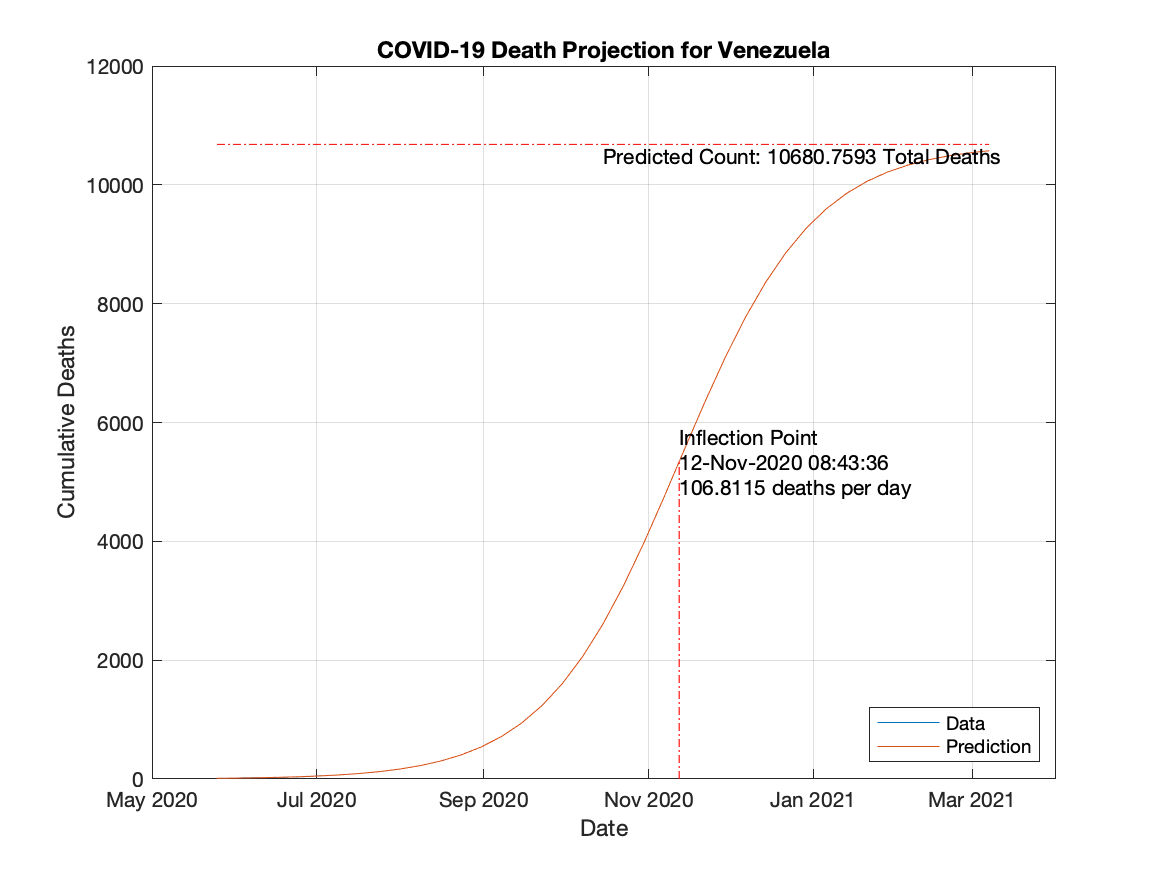 COVID-19 Death Projection for Venezuela
12000
Predicted Count: 10680.7593 Total Deaths
10000
8000
6000
Inflection Point
12-Nov-2020 08:43:36
106.8115 deaths per day
4000
2000
0
Cumulative Deaths
Data
Prediction
May 2020
Jul 2020
Sep 2020
Nov 2020
Jan 2021
Mar 2021
Date